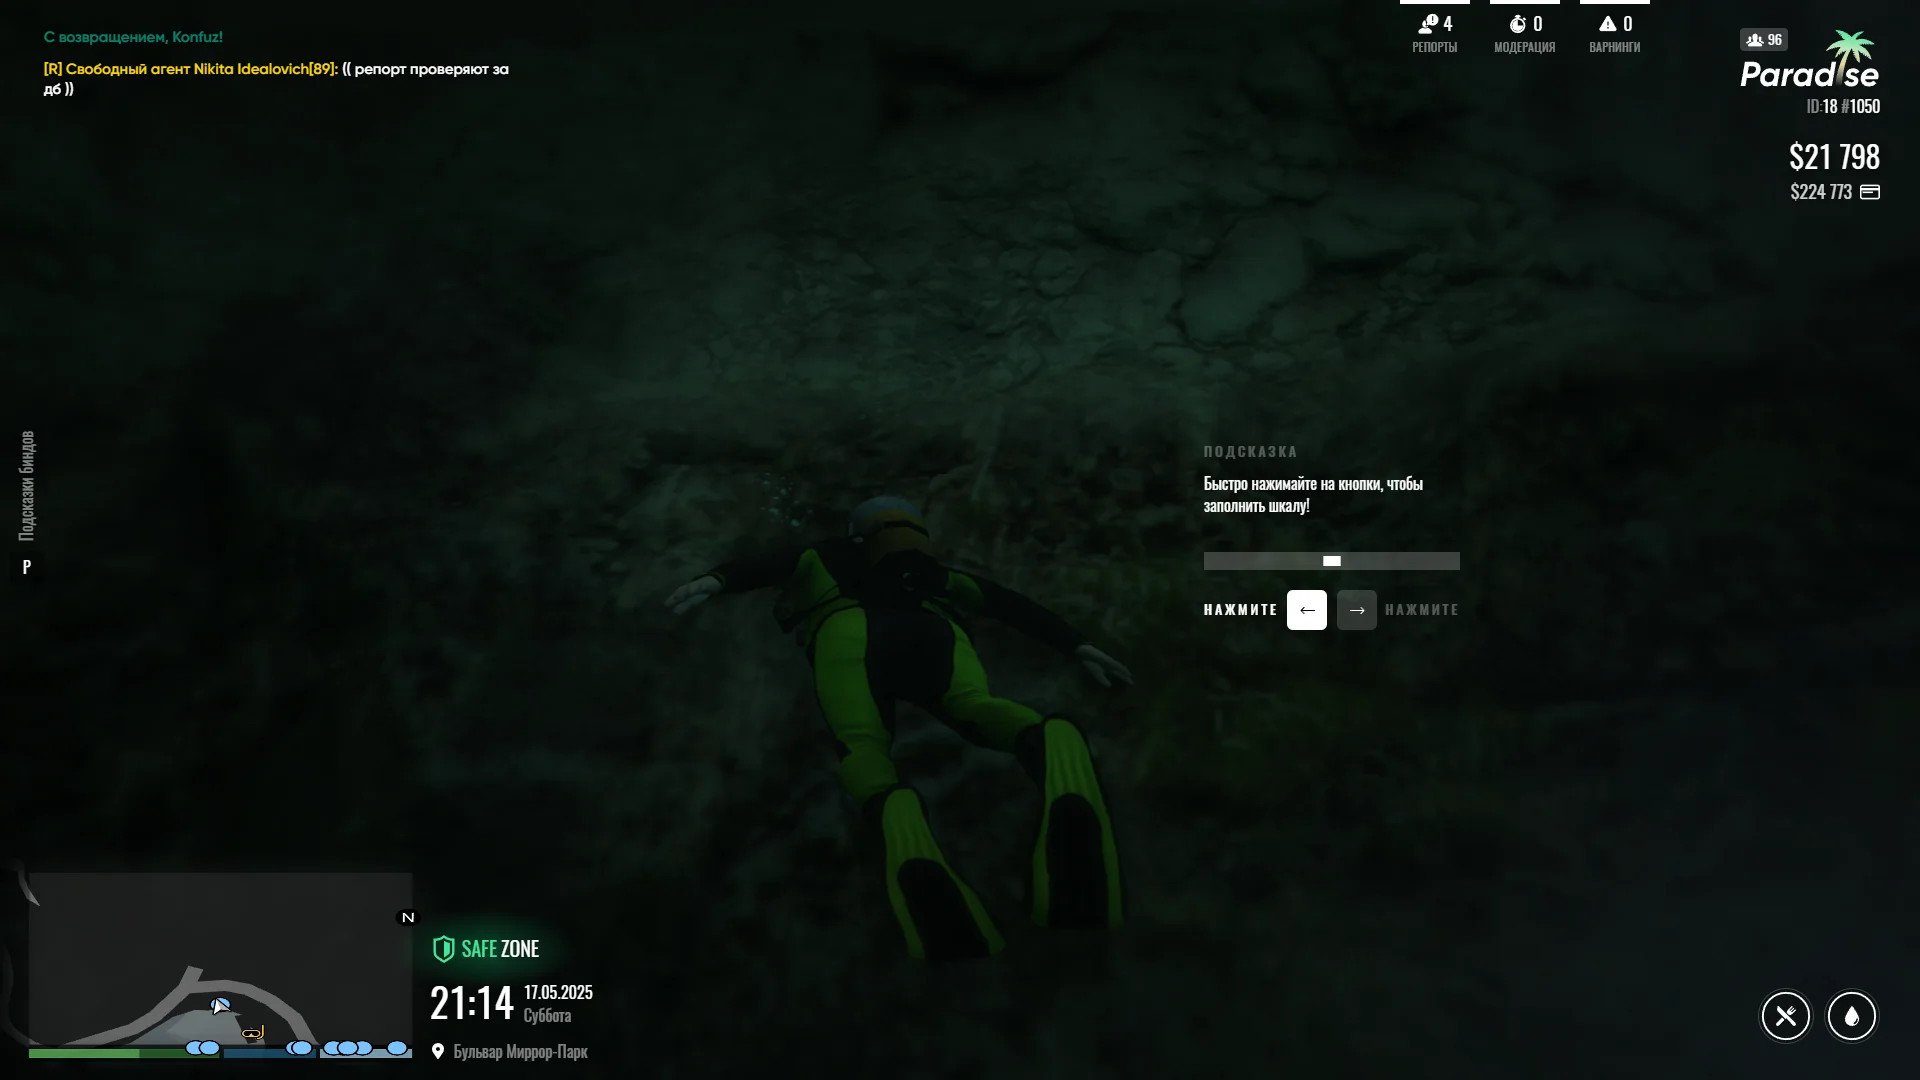 С возвращением, Konfuz!
[R] Свободный агент Nikita Idealovich[89]: (( репорт проверяют за
дб ))
4
РЕПОРТЫ
0
МОДЕРАЦИЯ
0
ВАРНИНГИ
96
Paradise
ID:18 #1050
$21 798
$224 773
Подсказки биндов
P
ПОДСКАЗКА
Быстро нажимайте на кнопки, чтобы
заполнить шкалу!
НАЖМИТЕ ← → НАЖМИТЕ
N
SAFE ZONE
21:14
17.05.2025
Суббота
Бульвар Миррор-Парк